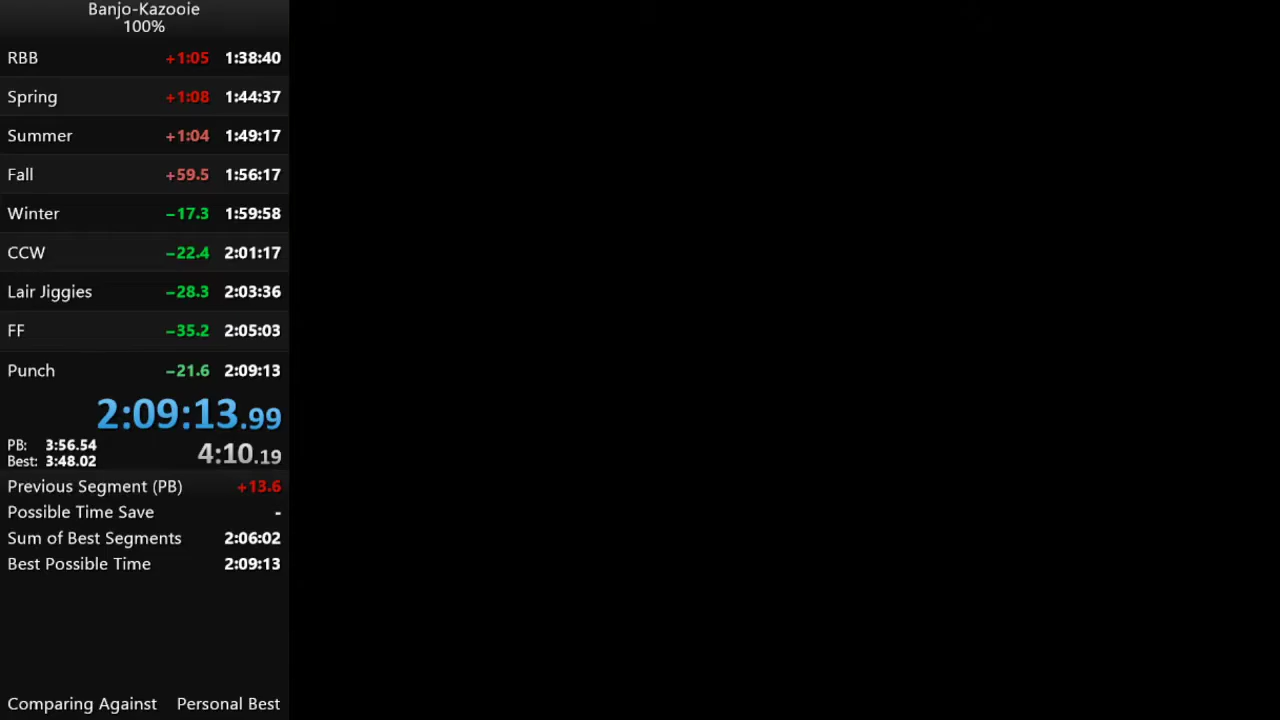 Banjo-Kazooie
100%
RBB +1:05 1:38:40
Spring +1:08 1:44:37
Summer +1:04 1:49:17
Fall +59.5 1:56:17
Winter −17.3 1:59:58
CCW −22.4 2:01:17
Lair Jiggies −28.3 2:03:36
FF −35.2 2:05:03
Punch −21.6 2:09:13
2:09:13.99
PB: 3:56.54
Best: 3:48.02
4:10.19
Previous Segment (PB) +13.6
Possible Time Save -
Sum of Best Segments 2:06:02
Best Possible Time 2:09:13
Comparing Against Personal Best